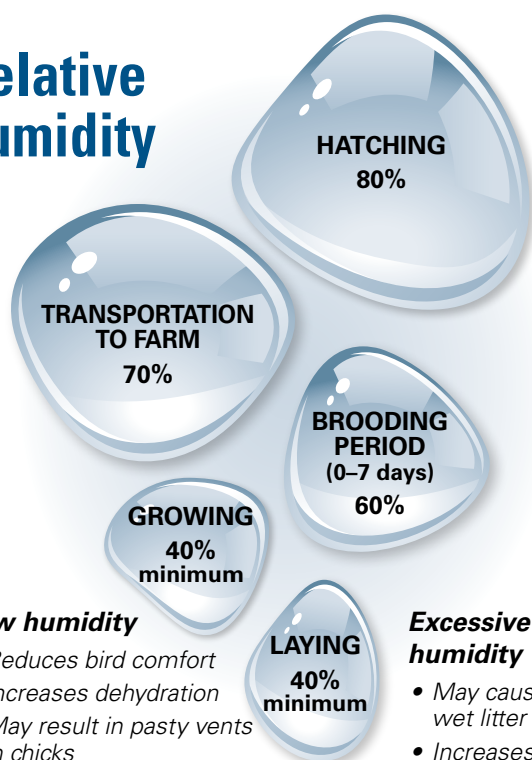 elative
umidity
HATCHING
80%
TRANSPORTATION
TO FARM
70%
BROODING
PERIOD
(0–7 days)
60%
GROWING
40%
minimum
LAYING
40%
minimum
w humidity
educes bird comfort
ncreases dehydration
May result in pasty vents
n chicks
Excessive
humidity
• May caus
wet litter
• Increases